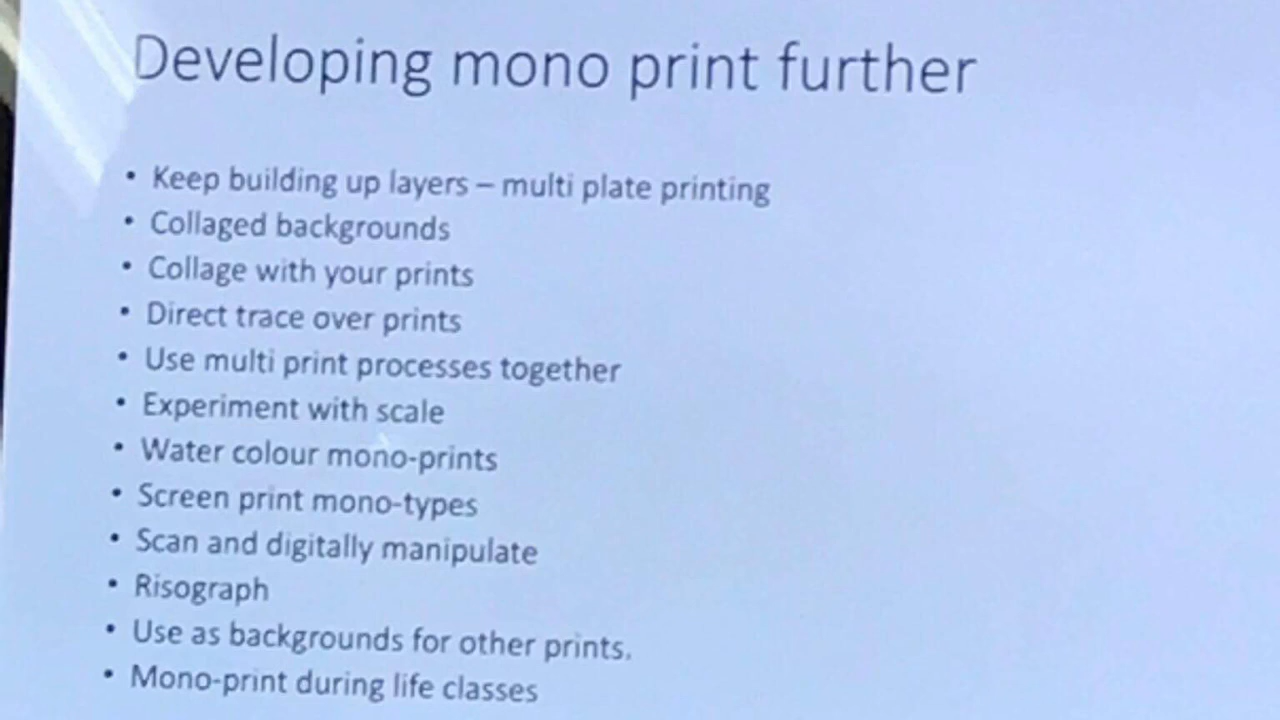 Developing mono print further
• Keep building up layers – multi plate printing
• Collaged backgrounds
• Collage with your prints
• Direct trace over prints
• Use multi print processes together
• Experiment with scale
• Water colour mono-prints
• Screen print mono-types
• Scan and digitally manipulate
• Risograph
• Use as backgrounds for other prints.
• Mono-print during life classes